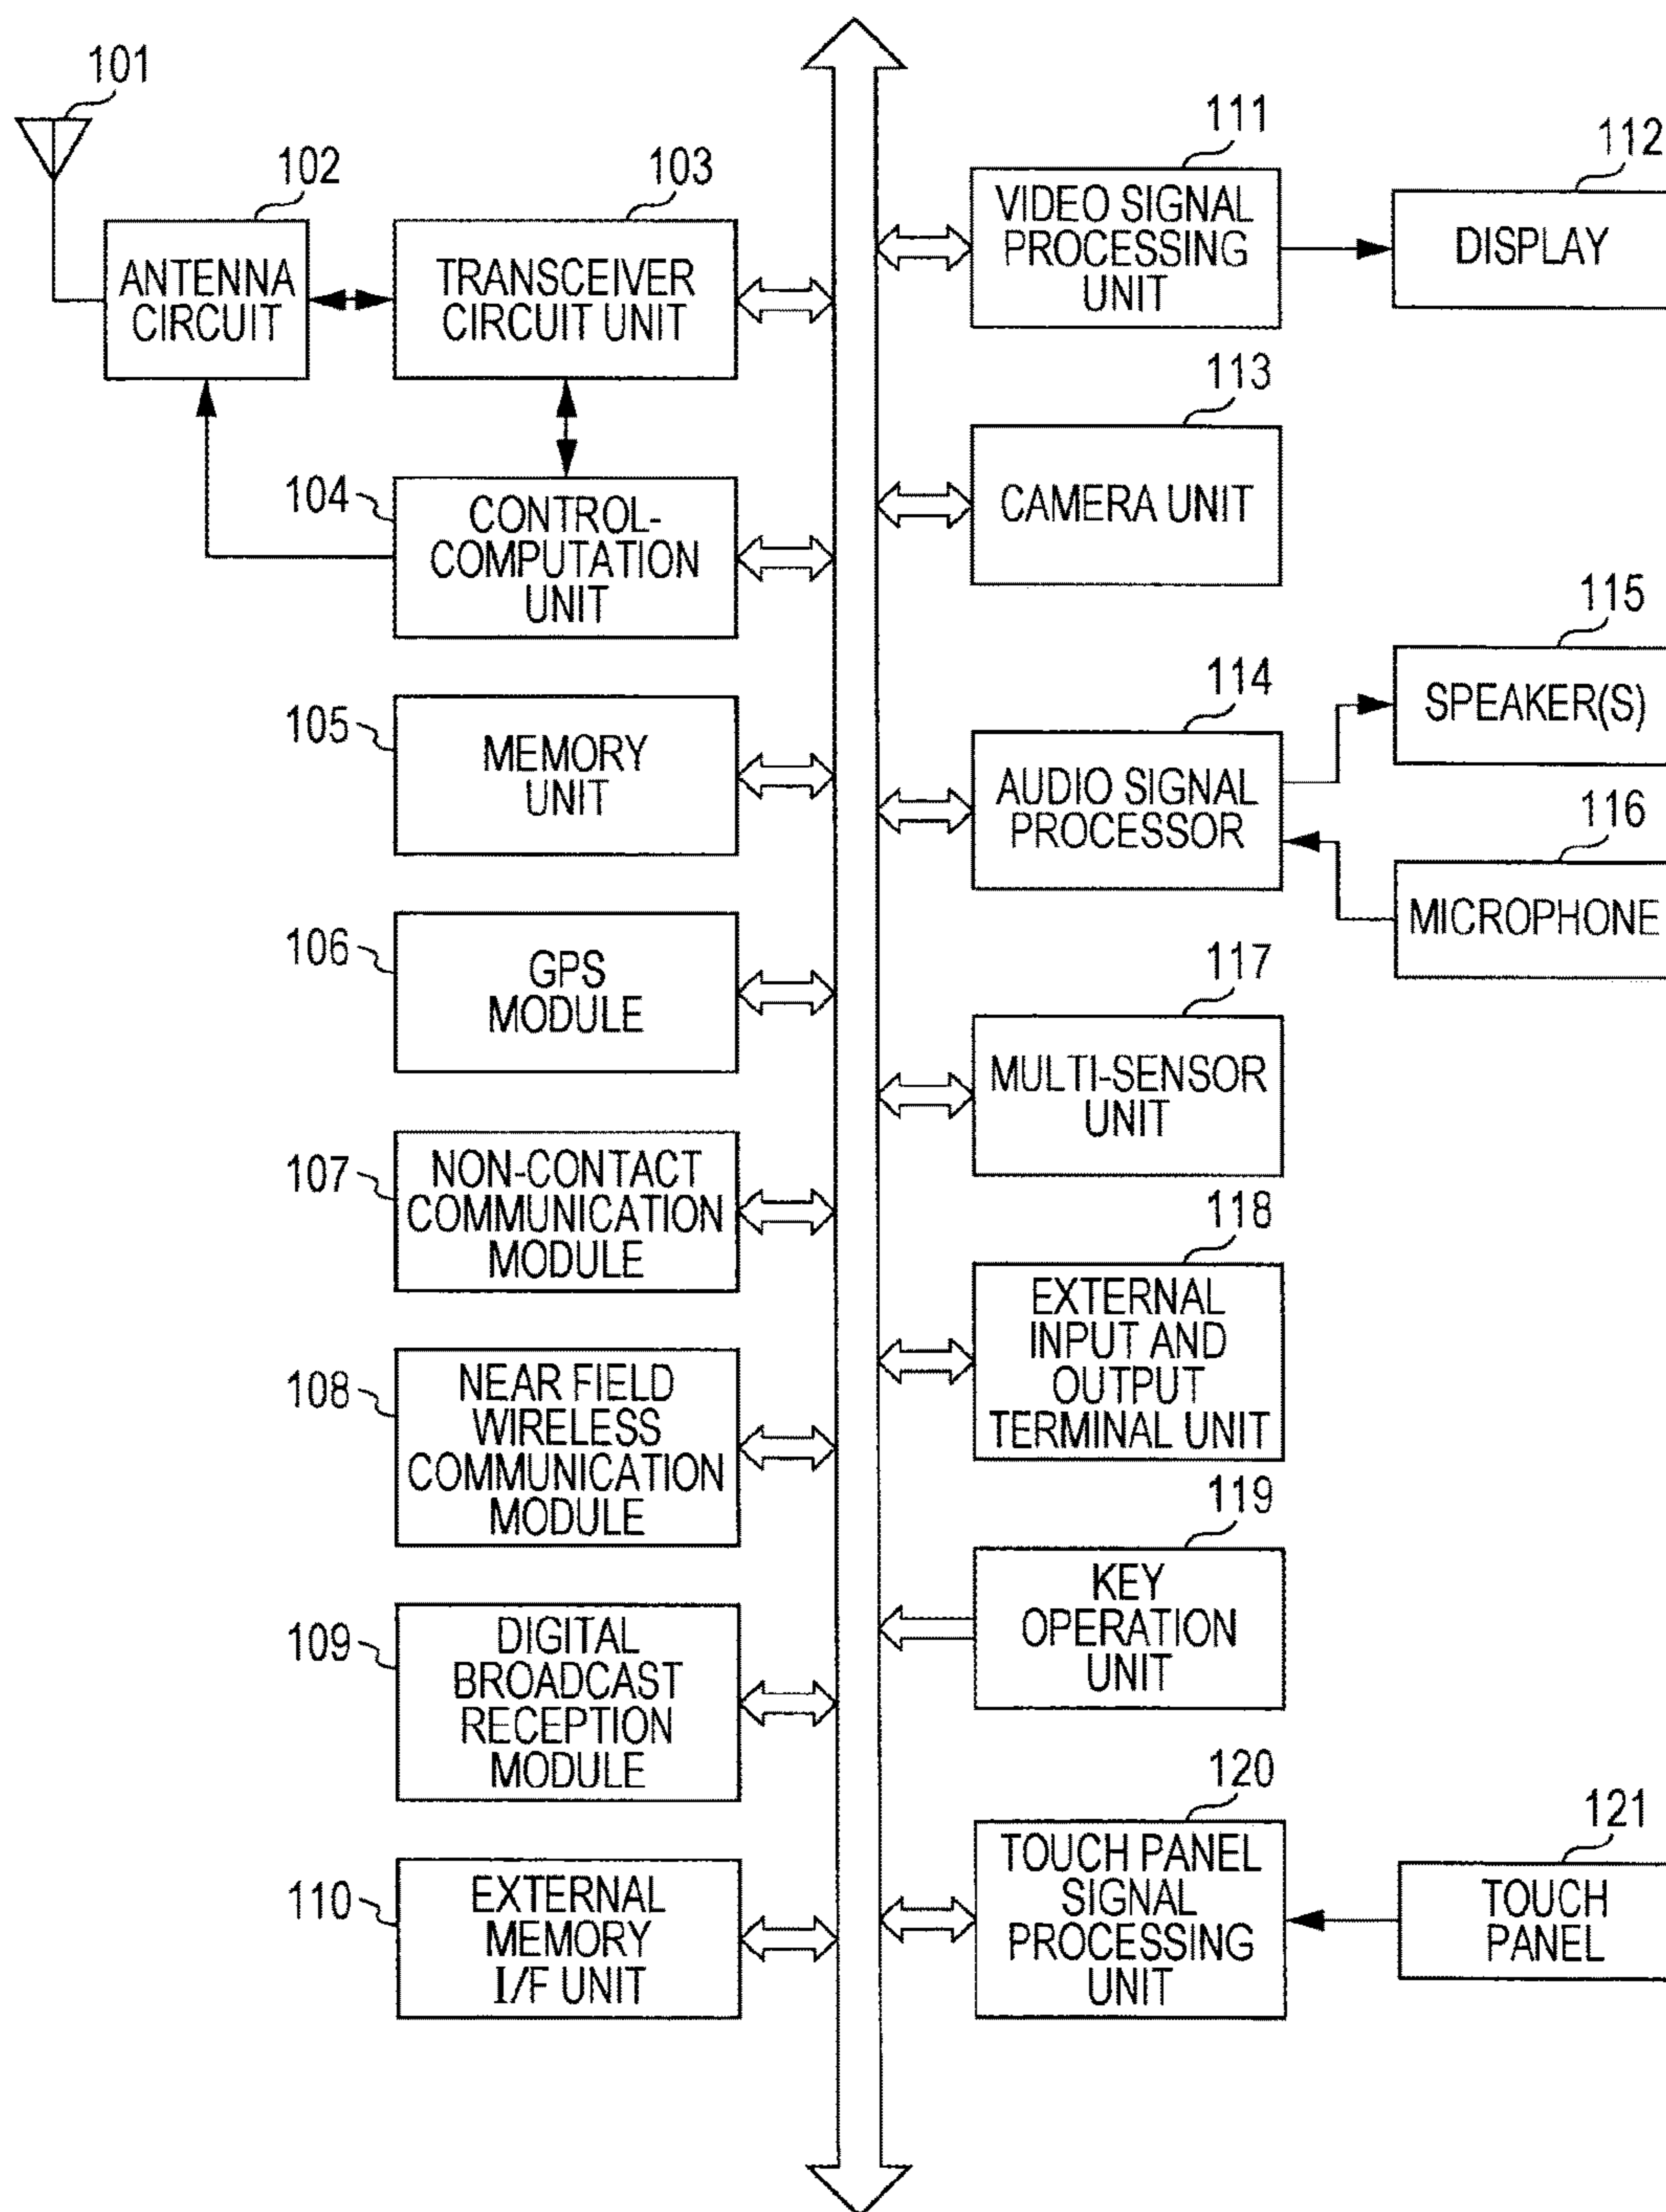 101
102
ANTENNA
CIRCUIT
103
TRANSCEIVER
CIRCUIT UNIT
104
CONTROL-
COMPUTATION
UNIT
105
MEMORY
UNIT
106
GPS
MODULE
107
NON-CONTACT
COMMUNICATION
MODULE
108
NEAR FIELD
WIRELESS
COMMUNICATION
MODULE
109
DIGITAL
BROADCAST
RECEPTION
MODULE
110
EXTERNAL
MEMORY
I/F UNIT
111
VIDEO SIGNAL
PROCESSING
UNIT
112
DISPLAY
113
CAMERA UNIT
114
AUDIO SIGNAL
PROCESSOR
115
SPEAKER(S)
116
MICROPHONE
117
MULTI-SENSOR
UNIT
118
EXTERNAL
INPUT AND
OUTPUT
TERMINAL UNIT
119
KEY
OPERATION
UNIT
120
TOUCH PANEL
SIGNAL
PROCESSING
UNIT
121
TOUCH
PANEL